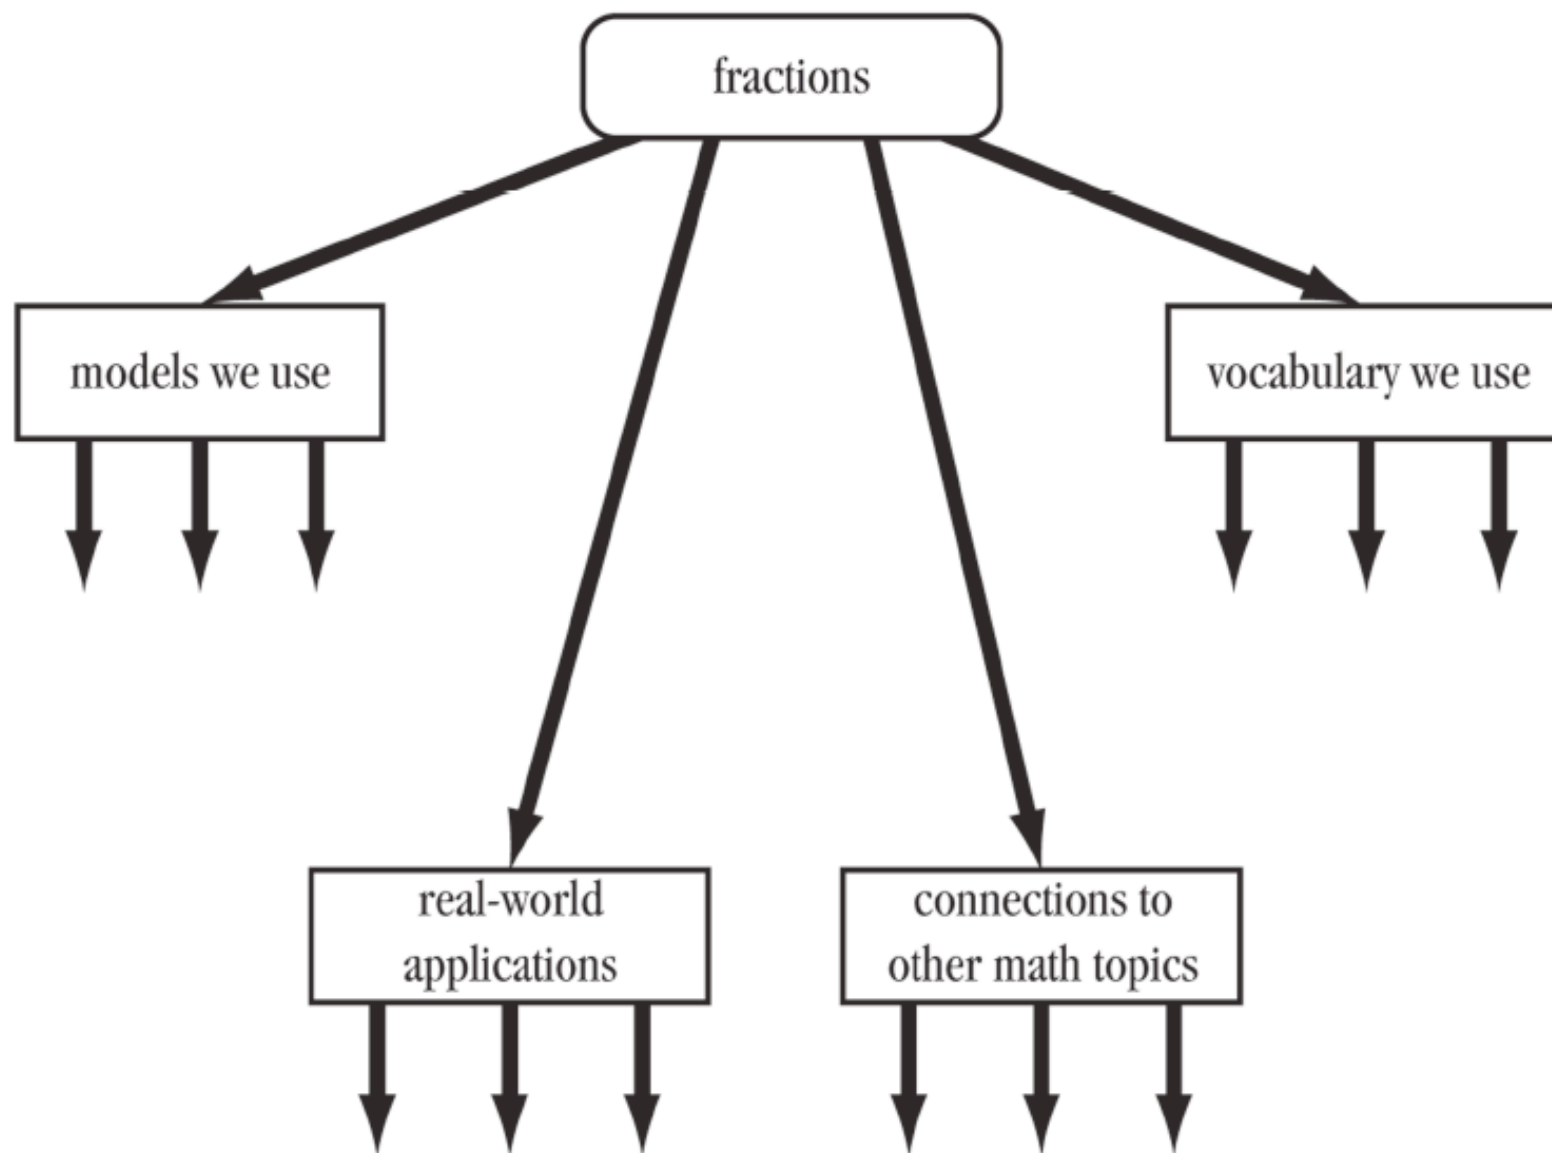 fractions
models we use
vocabulary we use
real-world
applications
connections to
other math topics